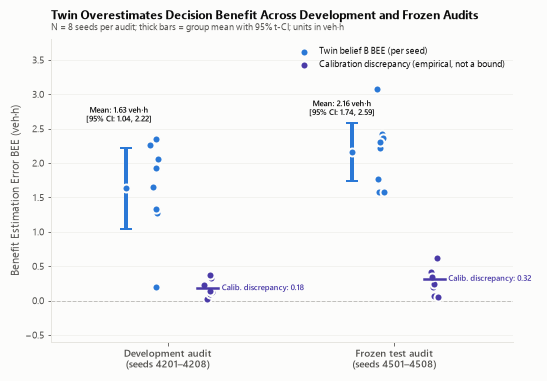 Twin Overestimates Decision Benefit Across Development and Frozen Audits
N = 8 seeds per audit; thick bars = group mean with 95% t-CI; units in veh·h
Twin belief B BEE (per seed)
Calibration discrepancy (empirical, not a bound)
Benefit Estimation Error BEE (veh·h)
3.5
3.0
2.5
2.0
1.5
1.0
0.5
0.0
−0.5
Mean: 1.63 veh·h
[95% CI: 1.04, 2.22]
Mean: 2.16 veh·h
[95% CI: 1.74, 2.59]
Calib. discrepancy: 0.18
Calib. discrepancy: 0.32
Development audit
(seeds 4201–4208)
Frozen test audit
(seeds 4501–4508)